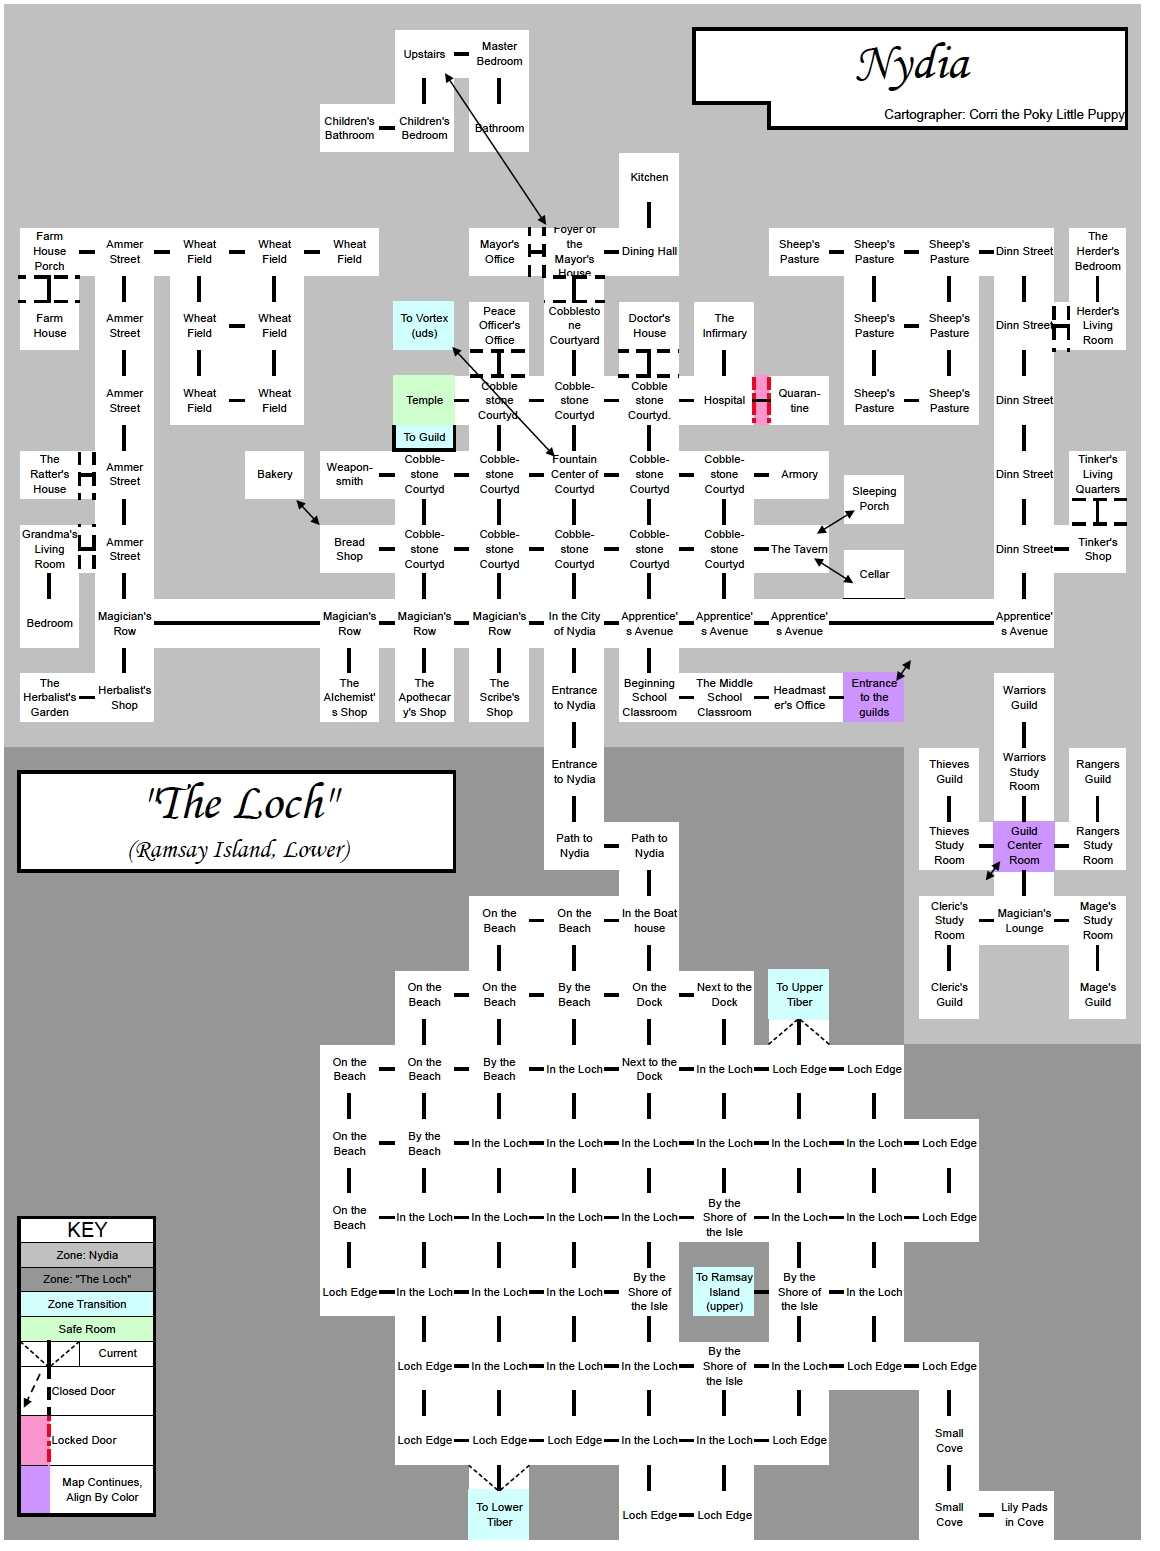 Nydia
Cartographer: Corri the Poky Little Puppy
Upstairs
Master
Bedroom
Children's
Bathroom
Children's
Bedroom
Bathroom
Kitchen
Farm
House
Porch
Ammer
Street
Wheat
Field
Wheat
Field
Wheat
Field
Mayor's
Office
Foyer of
the
Mayor's
House
Dining Hall
Sheep's
Pasture
Sheep's
Pasture
Sheep's
Pasture
Dinn Street
The
Herder's
Bedroom
Farm
House
Ammer
Street
Wheat
Field
Wheat
Field
To Vortex
(uds)
Peace
Officer's
Office
Cobblesto
ne
Courtyard
Doctor's
House
The
Infirmary
Sheep's
Pasture
Sheep's
Pasture
Dinn Street
Herder's
Living
Room
Ammer
Street
Wheat
Field
Wheat
Field
Temple
Cobble
stone
Courtyd
Cobble-
stone
Courtyd
Cobble
stone
Courtyd.
Hospital
Quaran-
tine
Sheep's
Pasture
Sheep's
Pasture
Dinn Street
To Guild
The
Ratter's
House
Ammer
Street
Bakery
Weapon-
smith
Cobble-
stone
Courtyd
Cobble-
stone
Courtyd
Fountain
Center of
Courtyd
Cobble-
stone
Courtyd
Cobble-
stone
Courtyd
Armory
Sleeping
Porch
Dinn Street
Tinker's
Living
Quarters
Grandma's
Living
Room
Ammer
Street
Bread
Shop
Cobble-
stone
Courtyd
Cobble-
stone
Courtyd
Cobble-
stone
Courtyd
Cobble-
stone
Courtyd
Cobble-
stone
Courtyd
The Tavern
Cellar
Dinn Street
Tinker's
Shop
Bedroom
Magician's
Row
Magician's
Row
Magician's
Row
Magician's
Row
In the City
of Nydia
Apprentice'
s Avenue
Apprentice'
s Avenue
Apprentice'
s Avenue
Apprentice'
s Avenue
The
Herbalist's
Garden
Herbalist's
Shop
The
Alchemist'
s Shop
The
Apothecar
y's Shop
The
Scribe's
Shop
Entrance
to Nydia
Beginning
School
Classroom
The Middle
School
Classroom
Headmast
er's Office
Entrance
to the
guilds
Warriors
Guild
Entrance
to Nydia
Thieves
Guild
Warriors
Study
Room
Rangers
Guild
"The Loch"
(Ramsay Island, Lower)
Path to
Nydia
Path to
Nydia
Thieves
Study
Room
Guild
Center
Room
Rangers
Study
Room
On the
Beach
On the
Beach
In the Boat
house
Cleric's
Study
Room
Magician's
Lounge
Mage's
Study
Room
On the
Beach
On the
Beach
By the
Beach
On the
Dock
Next to the
Dock
To Upper
Tiber
Cleric's
Guild
Mage's
Guild
On the
Beach
On the
Beach
By the
Beach
In the Loch
Next to the
Dock
In the Loch
Loch Edge
Loch Edge
On the
Beach
By the
Beach
In the Loch
In the Loch
In the Loch
In the Loch
In the Loch
In the Loch
Loch Edge
On the
Beach
In the Loch
In the Loch
In the Loch
In the Loch
By the
Shore of
the Isle
In the Loch
In the Loch
Loch Edge
Loch Edge
In the Loch
In the Loch
In the Loch
By the
Shore of
the Isle
To Ramsay
Island
(upper)
By the
Shore of
the Isle
In the Loch
Loch Edge
In the Loch
In the Loch
In the Loch
By the
Shore of
the Isle
In the Loch
Loch Edge
Loch Edge
Loch Edge
Loch Edge
Loch Edge
In the Loch
In the Loch
Loch Edge
Small
Cove
To Lower
Tiber
Loch Edge
Loch Edge
Small
Cove
Lily Pads
in Cove
KEY
Zone: Nydia
Zone: "The Loch"
Zone Transition
Safe Room
Current
Closed Door
Locked Door
Map Continues,
Align By Color